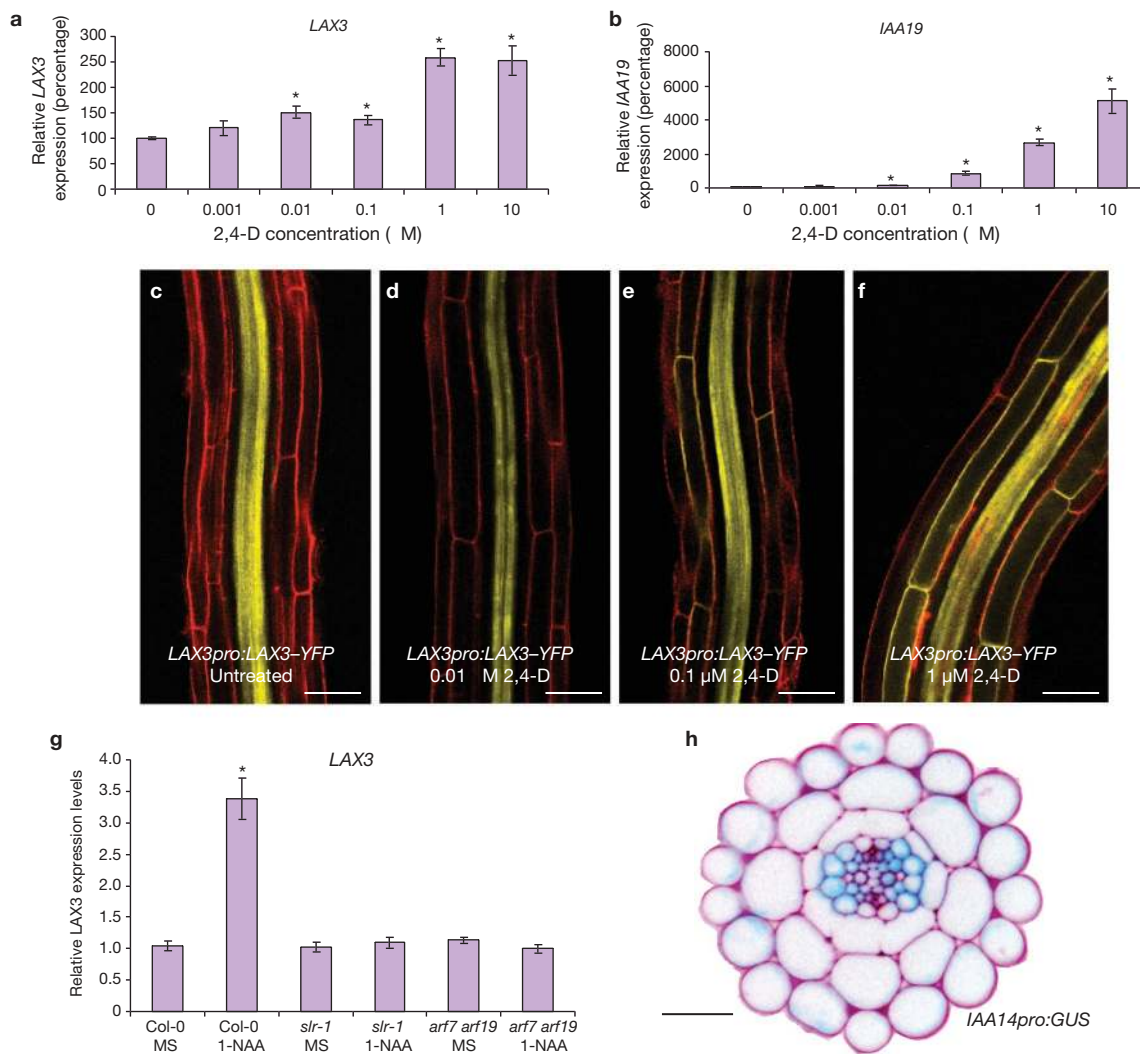 a
LAX3
Relative LAX3
expression (percentage)
300
250
200
150
100
50
0
*
*
*
*
0 0.001 0.01 0.1 1 10
2,4-D concentration ( M)
b
IAA19
Relative IAA19
expression (percentage)
8000
6000
4000
2000
0
*
*
*
*
0 0.001 0.01 0.1 1 10
2,4-D concentration ( M)
c
LAX3pro:LAX3–YFP
Untreated
d
LAX3pro:LAX3–YFP
0.01 M 2,4-D
e
LAX3pro:LAX3–YFP
0.1 µM 2,4-D
f
LAX3pro:LAX3–YFP
1 µM 2,4-D
g
LAX3
Relative LAX3 expression levels
4.0
3.5
3.0
2.5
2.0
1.5
1.0
0.5
0
*
Col-0 Col-0 slr-1 slr-1 arf7 arf19 arf7 arf19
MS 1-NAA MS 1-NAA MS 1-NAA
h
IAA14pro:GUS